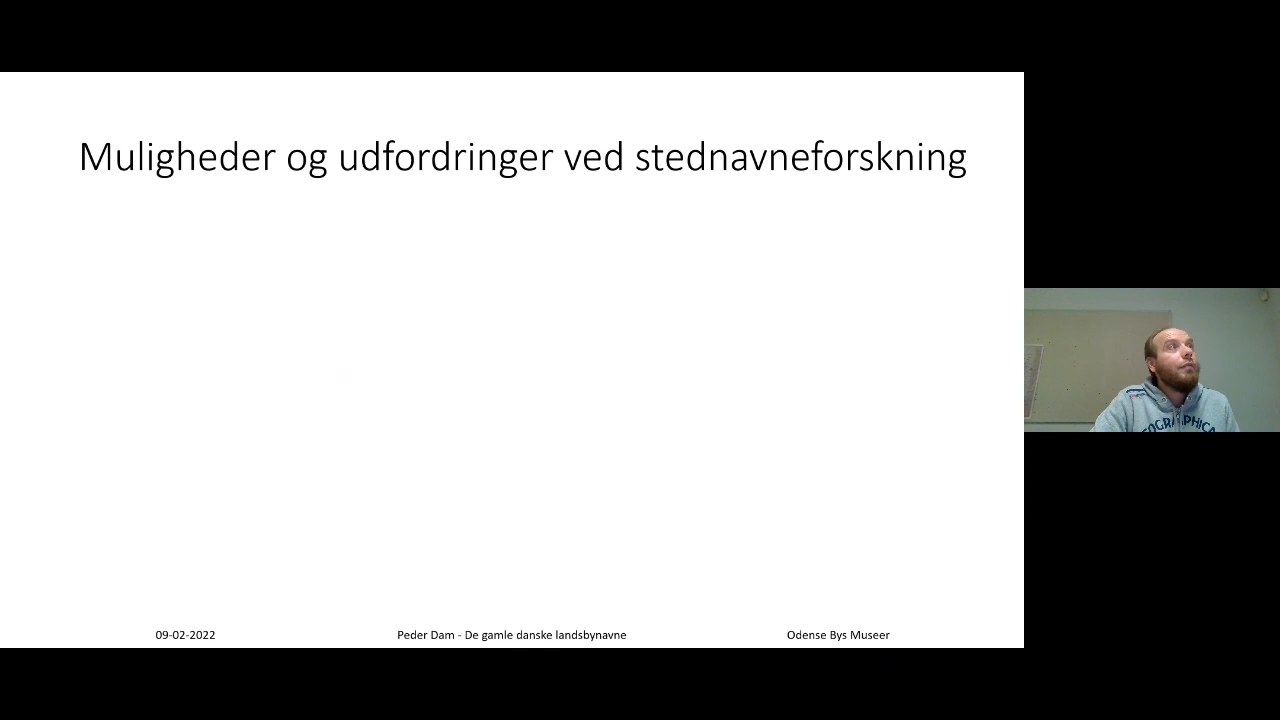 Muligheder og udfordringer ved stednavneforskning
09-02-2022
Peder Dam - De gamle danske landsbynavne
Odense Bys Museer